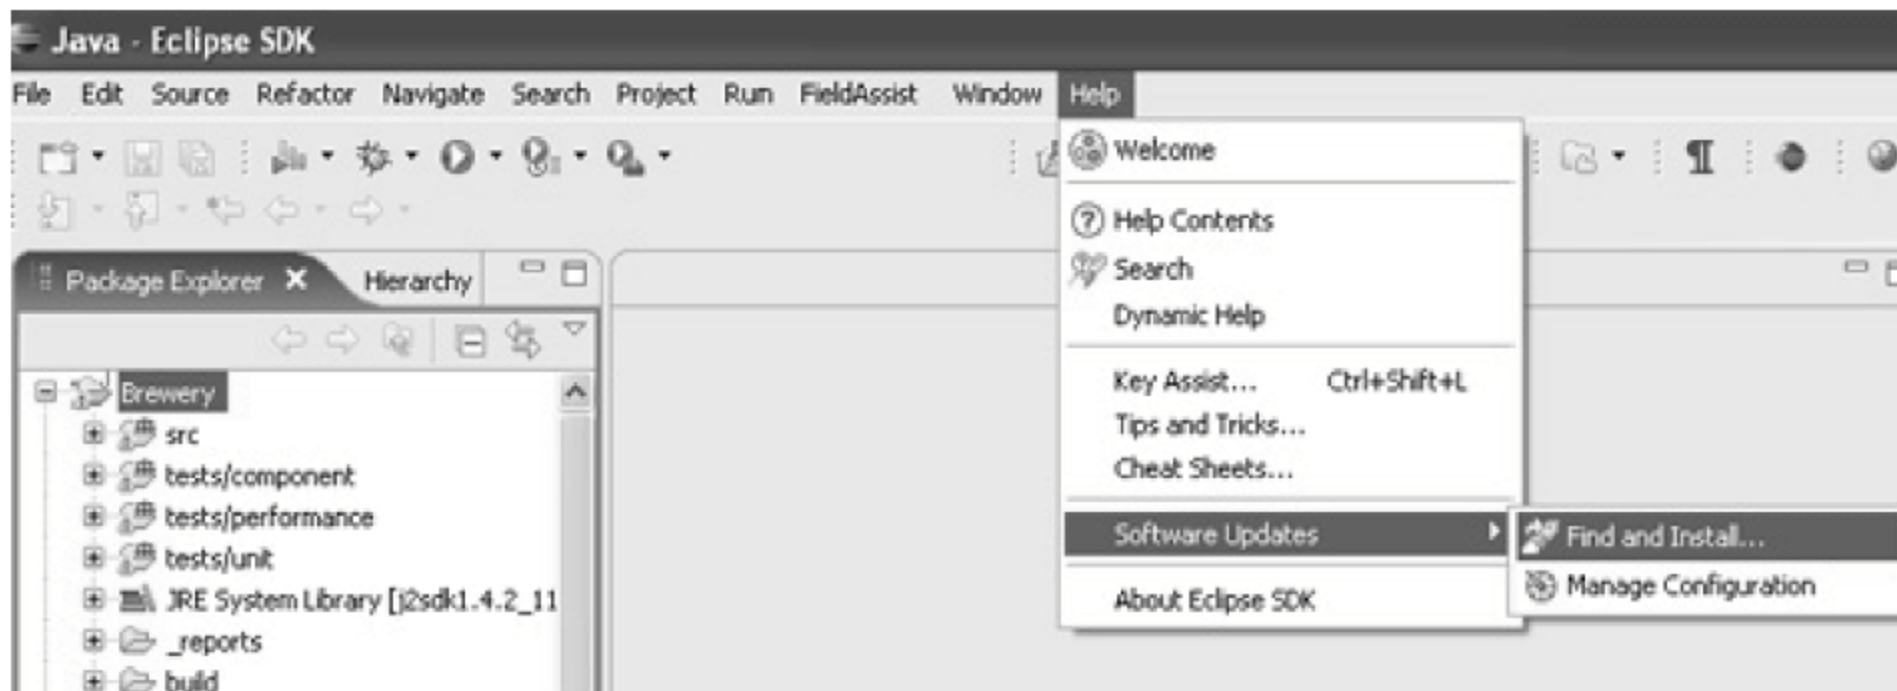 Java - Eclipse SDK
File Edit Source Refactor Navigate Search Project Run FieldAssist Window Help
Welcome
Help Contents
Search
Dynamic Help
Key Assist... Ctrl+Shift+L
Tips and Tricks...
Cheat Sheets...
Software Updates
Find and Install...
Manage Configuration
About Eclipse SDK
Package Explorer Hierarchy
Brewery
src
tests/component
tests/performance
tests/unit
JRE System Library [j2sdk1.4.2_11
_reports
build